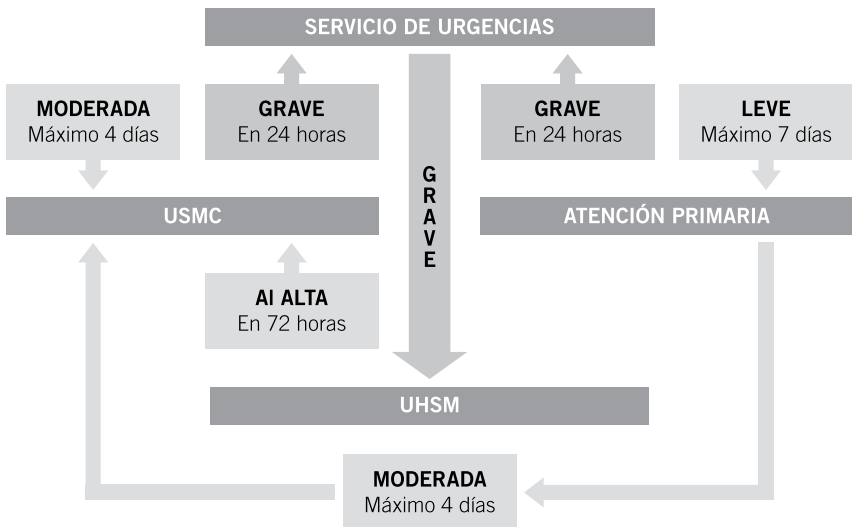 SERVICIO DE URGENCIAS
MODERADA
Máximo 4 días
GRAVE
En 24 horas
GRAVE
GRAVE
En 24 horas
LEVE
Máximo 7 días
USMC
ATENCIÓN PRIMARIA
Al ALTA
En 72 horas
UHSM
MODERADA
Máximo 4 días